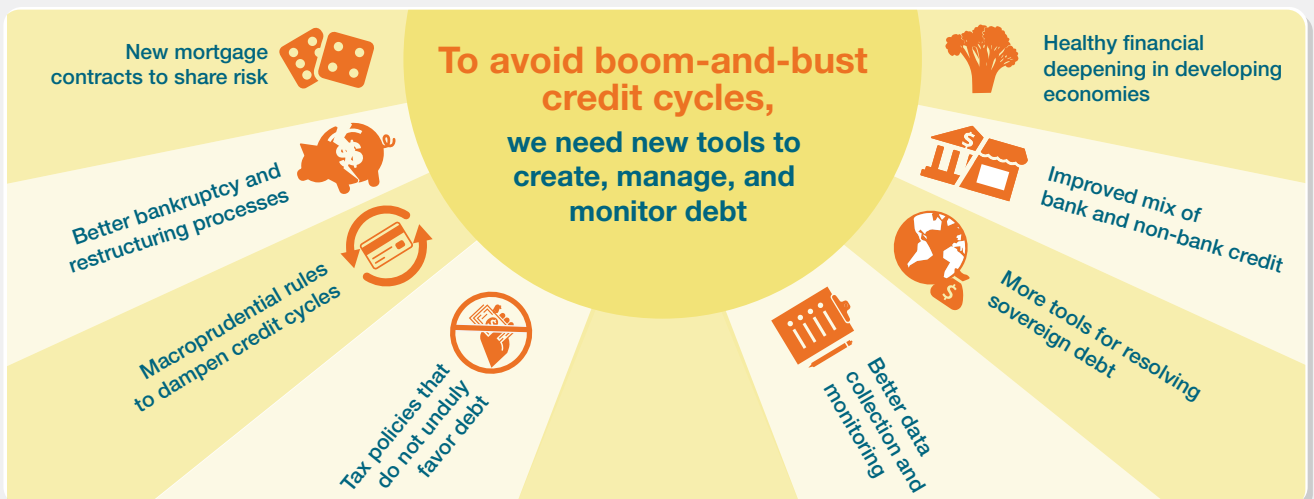 To avoid boom-and-bust
credit cycles,
we need new tools to
create, manage, and
monitor debt
New mortgage
contracts to share risk
Better bankruptcy and
restructuring processes
Macroprudential rules
to dampen credit cycles
Tax policies that
do not unduly
favor debt
Better data
collection and
monitoring
More tools for resolving
sovereign debt
Improved mix of
bank and non-bank credit
Healthy financial
deepening in developing
economies
$
$
$